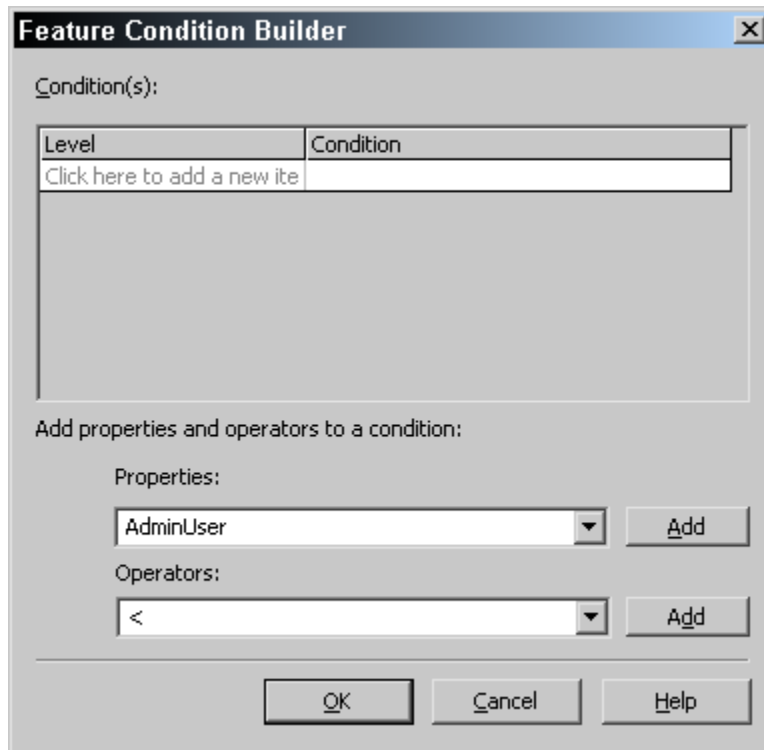 Feature Condition Builder
Condition(s):
Level Condition
Click here to add a new ite
Add properties and operators to a condition:
Properties:
AdminUser Add
Operators:
< Add
OK Cancel Help